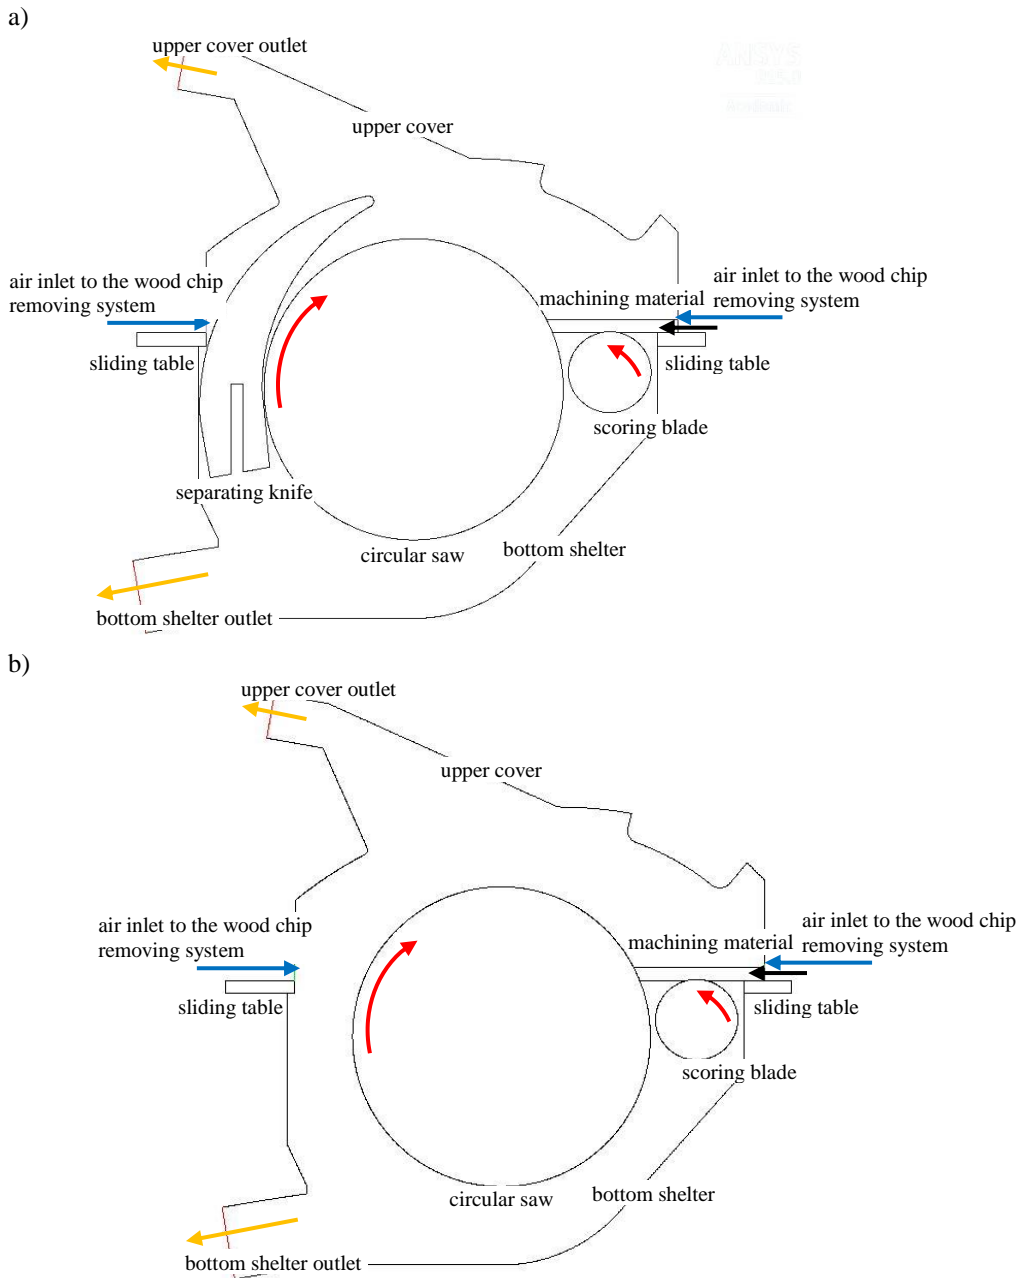 a)
upper cover outlet
ANSYS
upper cover
air inlet to the wood chip
removing system
machining material
air inlet to the wood chip
removing system
sliding table
sliding table
scoring blade
separating knife
circular saw
bottom shelter
bottom shelter outlet
b)
upper cover outlet
upper cover
air inlet to the wood chip
removing system
machining material
air inlet to the wood chip
removing system
sliding table
sliding table
scoring blade
circular saw
bottom shelter
bottom shelter outlet